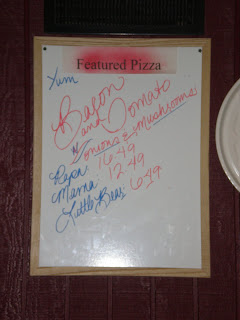 Featured Pizza
Yum
Bacon
and Tomato
w/ onions & mushrooms
Papa: 16.49
Mama: 12.49
Little Bear: 6.49